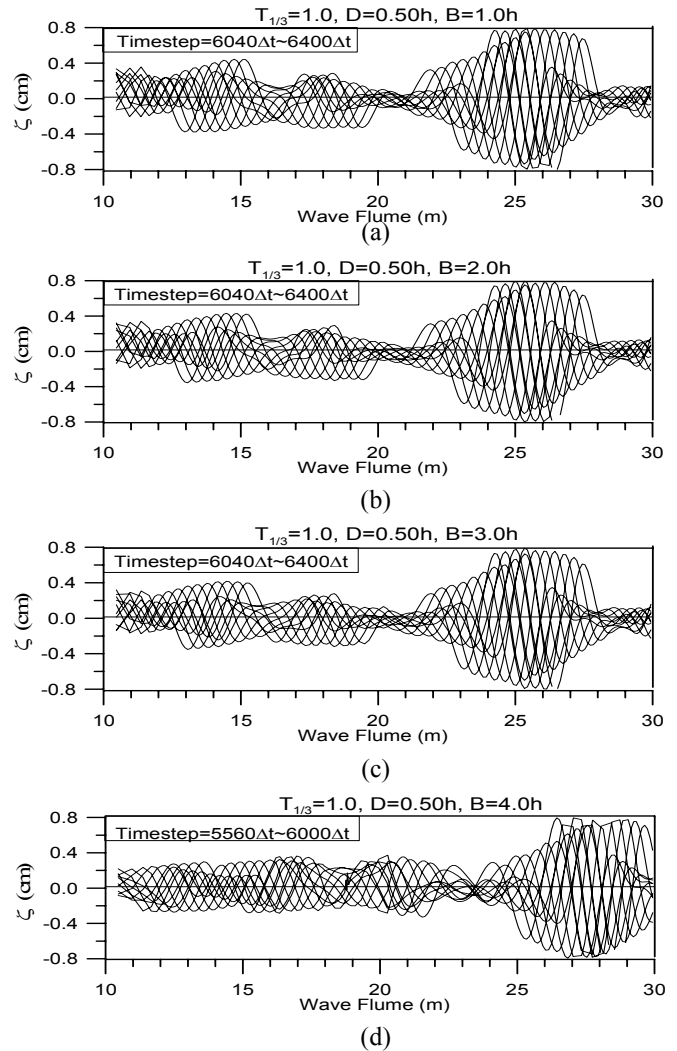 T1/3=1.0, D=0.50h, B=1.0h
Timestep=6040Δt~6400Δt
ζ (cm)
0.8
0.4
0.0
-0.4
-0.8
10 15 20 25 30
Wave Flume (m)
(a)
T1/3=1.0, D=0.50h, B=2.0h
Timestep=6040Δt~6400Δt
ζ (cm)
0.8
0.4
0.0
-0.4
-0.8
10 15 20 25 30
Wave Flume (m)
(b)
T1/3=1.0, D=0.50h, B=3.0h
Timestep=6040Δt~6400Δt
ζ (cm)
0.8
0.4
0.0
-0.4
-0.8
10 15 20 25 30
Wave Flume (m)
(c)
T1/3=1.0, D=0.50h, B=4.0h
Timestep=5560Δt~6000Δt
ζ (cm)
0.8
0.4
0.0
-0.4
-0.8
10 15 20 25 30
Wave Flume (m)
(d)